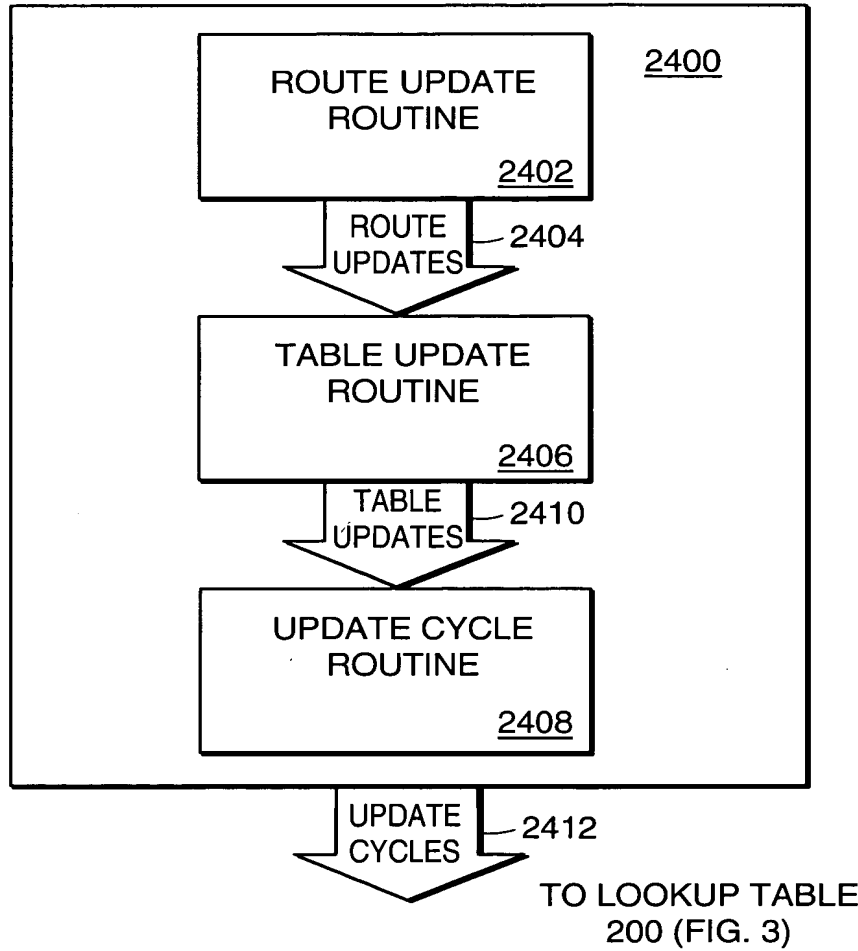 2400
ROUTE UPDATE
ROUTINE
2402
ROUTE
UPDATES
2404
TABLE UPDATE
ROUTINE
2406
TABLE
UPDATES
2410
UPDATE CYCLE
ROUTINE
2408
UPDATE
CYCLES
2412
TO LOOKUP TABLE
200 (FIG. 3)